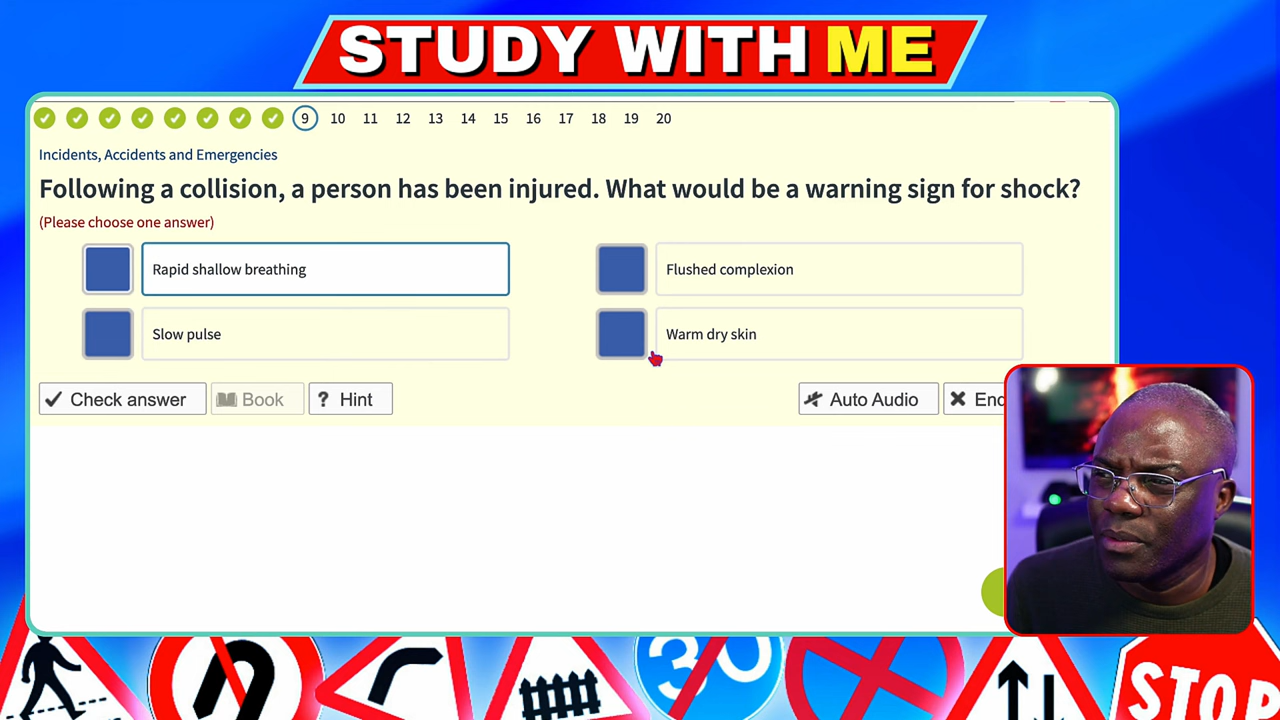 STUDY WITH ME
9 10 11 12 13 14 15 16 17 18 19 20
Incidents, Accidents and Emergencies
Following a collision, a person has been injured. What would be a warning sign for shock?
(Please choose one answer)
Rapid shallow breathing
Flushed complexion
Slow pulse
Warm dry skin
Check answer
Book
? Hint
Auto Audio
30
STOP